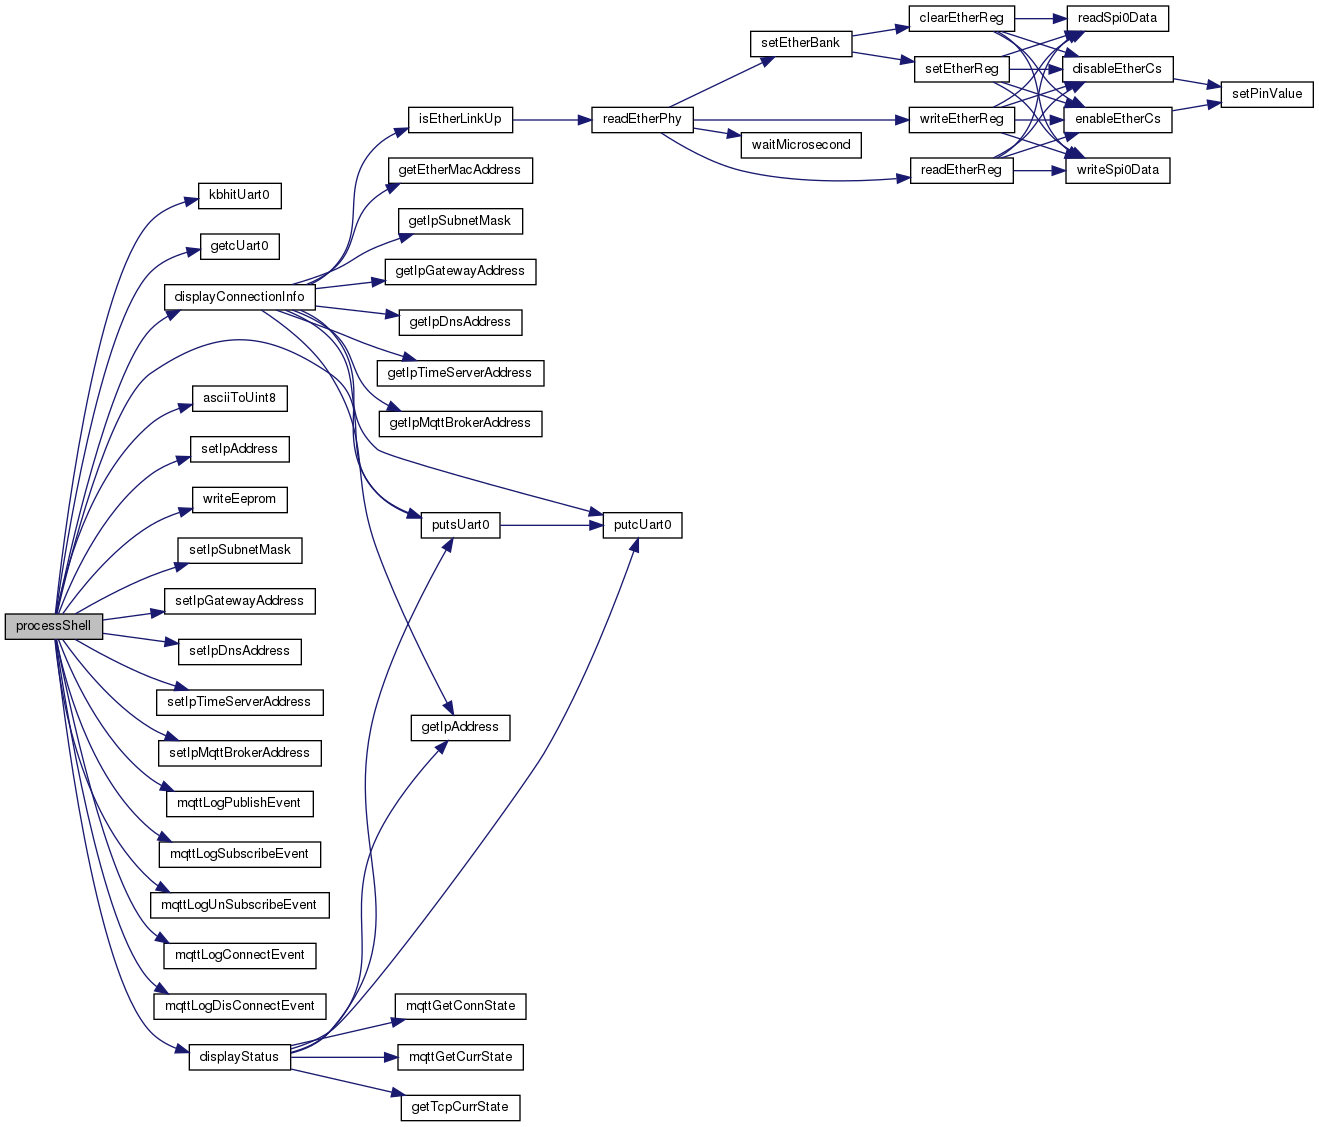 processShell
kbhitUart0
getcUart0
displayConnectionInfo
asciiToUint8
setIpAddress
writeEeprom
setIpSubnetMask
setIpGatewayAddress
setIpDnsAddress
setIpTimeServerAddress
setIpMqttBrokerAddress
mqttLogPublishEvent
mqttLogSubscribeEvent
mqttLogUnSubscribeEvent
mqttLogConnectEvent
mqttLogDisConnectEvent
displayStatus
isEtherLinkUp
getEtherMacAddress
getIpSubnetMask
getIpGatewayAddress
getIpDnsAddress
getIpTimeServerAddress
getIpMqttBrokerAddress
putsUart0
getIpAddress
mqttGetConnState
mqttGetCurrState
getTcpCurrState
readEtherPhy
putcUart0
setEtherBank
waitMicrosecond
clearEtherReg
setEtherReg
writeEtherReg
readEtherReg
readSpi0Data
disableEtherCs
enableEtherCs
writeSpi0Data
setPinValue